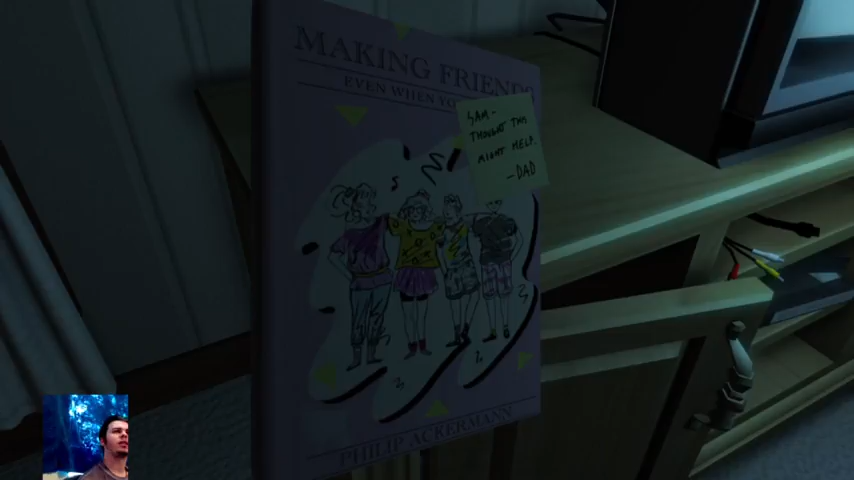 MAKING FRIENDS
EVEN WHEN YO
SAM-
THOUGHT THIS
MIGHT HELP.
-DAD
PHILIP ACKERMANN